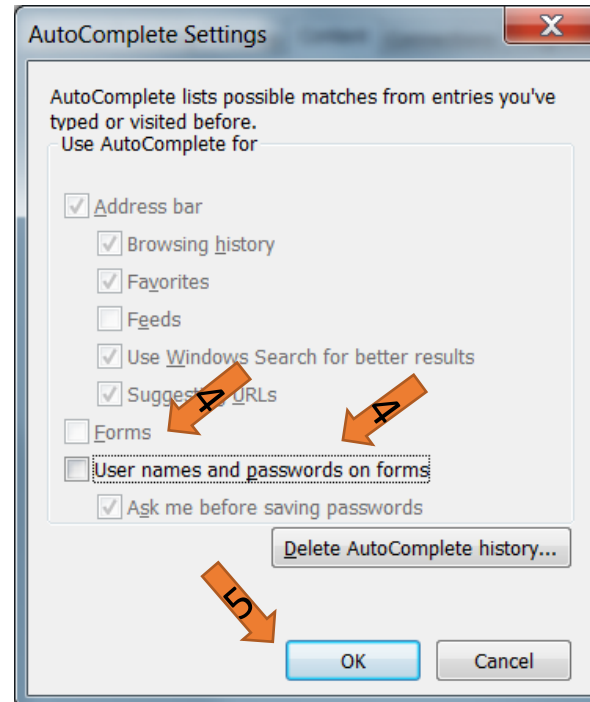 AutoComplete Settings
X
AutoComplete lists possible matches from entries you've
typed or visited before.
Use AutoComplete for
Address bar
Browsing history
Favorites
Feeds
Use Windows Search for better results
URLs
4
4
Forms
User names and passwords on forms
Ask me before saving passwords
Delete AutoComplete history...
5
OK
Cancel